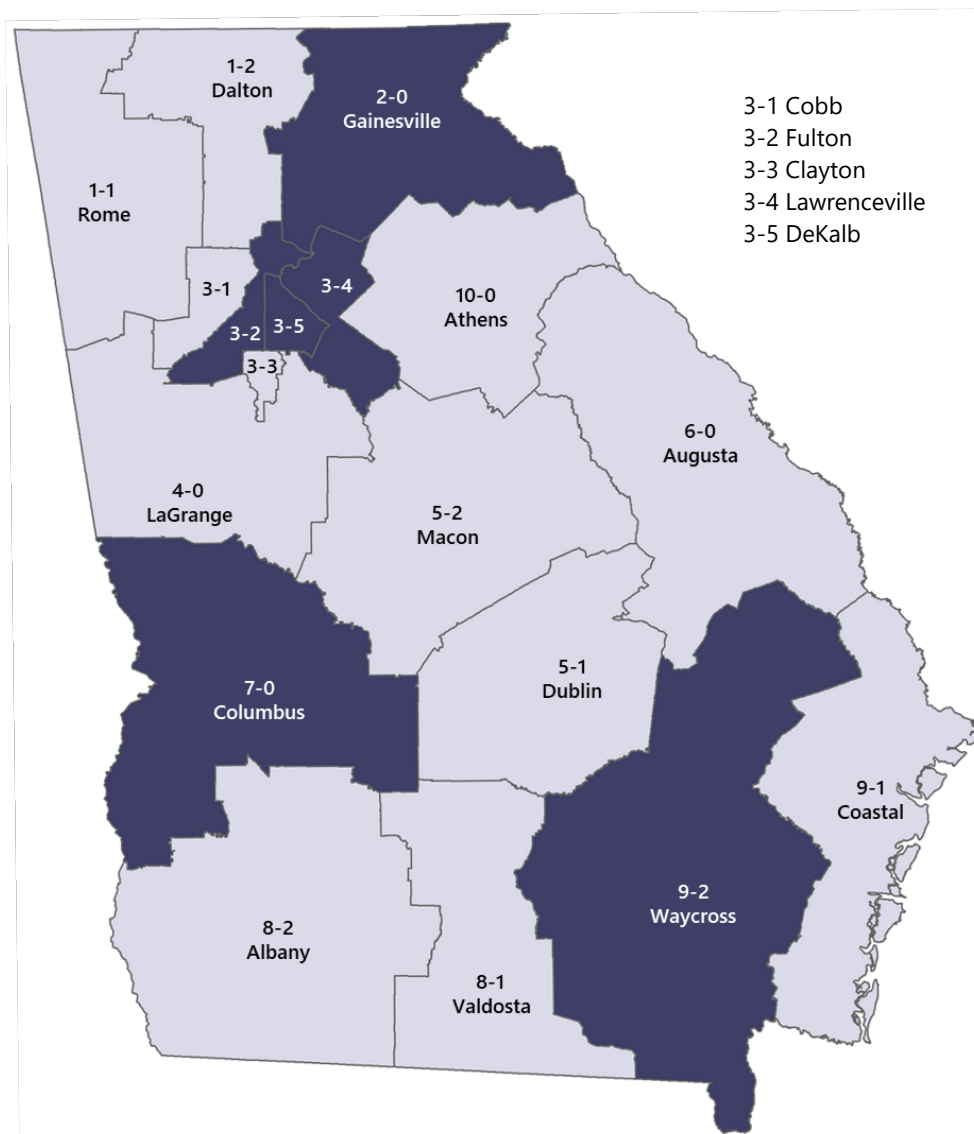 1-2
Dalton
2-0
Gainesville
3-1 Cobb
3-2 Fulton
3-3 Clayton
3-4 Lawrenceville
3-5 DeKalb
1-1
Rome
3-1
3-4
10-0
Athens
3-2
3-5
3-3
6-0
Augusta
4-0
LaGrange
5-2
Macon
5-1
Dublin
7-0
Columbus
9-1
Coastal
9-2
Waycross
8-2
Albany
8-1
Valdosta